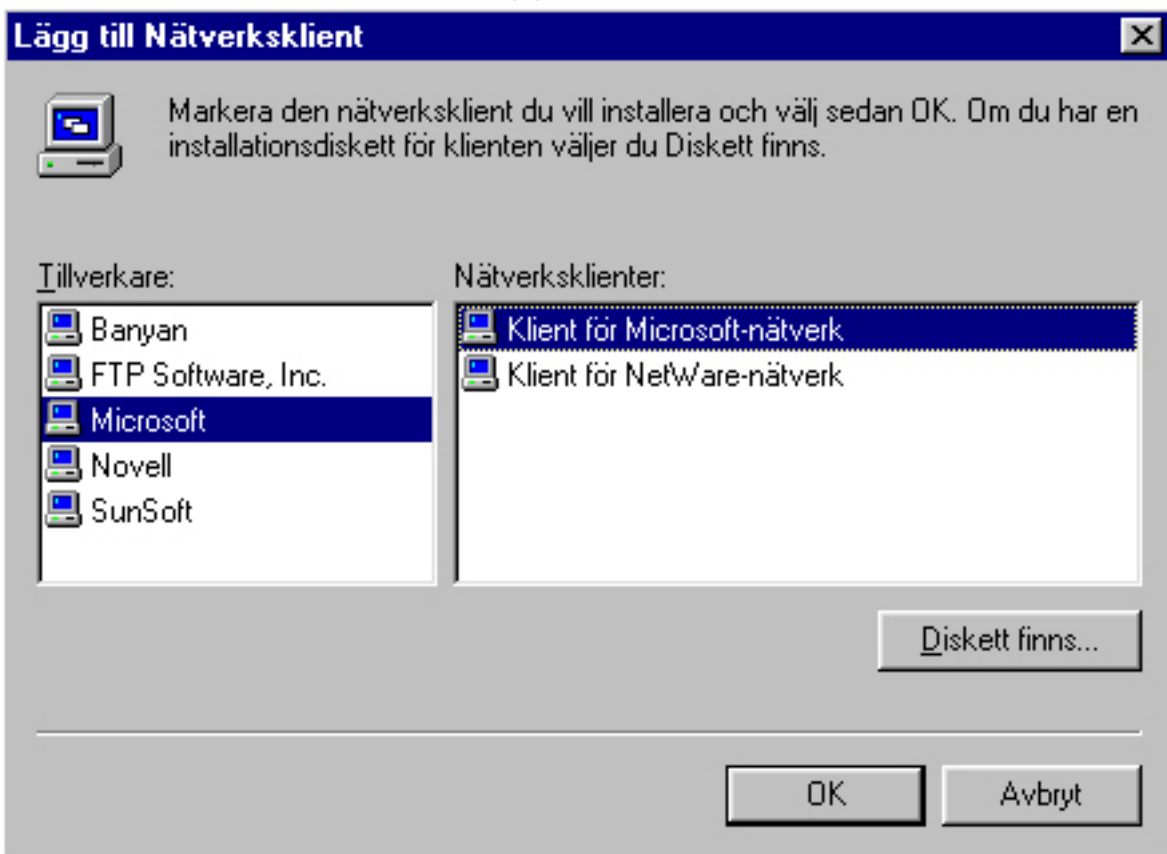 Lägg till Nätverksklient
Markera den nätverksklient du vill installera och välj sedan OK. Om du har en
installationsdiskett för klienten väljer du Diskett finns.
Tillverkare:
Banyan
FTP Software, Inc.
Microsoft
Novell
SunSoft
Nätverksklienter:
Klient för Microsoft-nätverk
Klient för NetWare-nätverk
Diskett finns...
OK
Avbryt